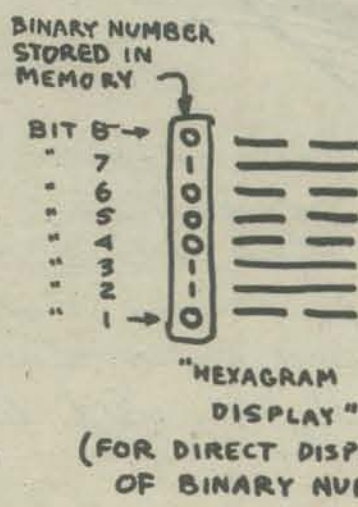 BINARY NUMBER
STORED IN
MEMORY
BIT 8→ 0
" 7 1
" 6 0
" 5 0
" 4 0
" 3 1
" 2 1
" 1 → 0
"HEXAGRAM
DISPLAY"
(FOR DIRECT DISP
OF BINARY NU